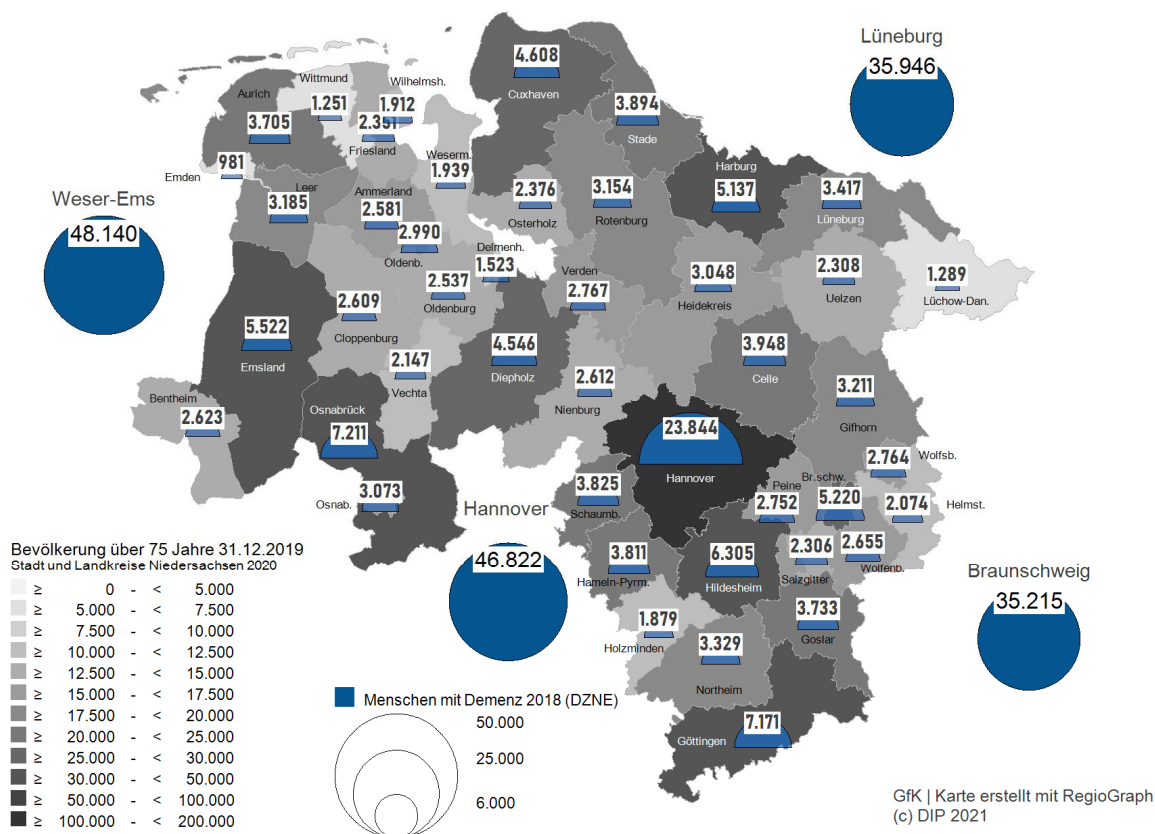 Lüneburg
35.946
4.608
Cuxhaven
Wittmund
1.251
Wilhelmsh.
1.912
Aurich
3.705
2.351
Friesland
3.894
Stade
981
Emden
Weserm.
1.939
Harburg
5.137
Leer
3.185
Ammerland
2.581
2.376
Osterholz
3.154
Rotenburg
3.417
Lüneburg
Weser-Ems
48.140
2.990
Oldenb.
Delmenh.
1.523
2.537
Oldenburg
Verden
2.767
3.048
Heidekreis
2.308
Uelzen
1.289
Lüchow-Dan.
2.609
Cloppenburg
5.522
Emsland
4.546
Diepholz
3.948
Celle
2.147
Vechta
2.612
Nienburg
3.211
Gifhorn
Bentheim
2.623
Osnabrück
7.211
23.844
Hannover
2.764
Wolfsb.
3.073
Osnab.
3.825
Schaumb.
Peine
2.752
Br.schw.
5.220
2.074
Helmst.
Hannover
46.822
3.811
Hameln-Pyrm.
6.305
Hildesheim
2.306
Salzgitter
2.655
Wolfenb.
Braunschweig
35.215
1.879
Holzminden
3.733
Goslar
3.329
Northeim
7.171
Göttingen
Bevölkerung über 75 Jahre 31.12.2019
Stadt und Landkreise Niedersachsen 2020
≥ 0 - < 5.000
≥ 5.000 - < 7.500
≥ 7.500 - < 10.000
≥ 10.000 - < 12.500
≥ 12.500 - < 15.000
≥ 15.000 - < 17.500
≥ 17.500 - < 20.000
≥ 20.000 - < 25.000
≥ 25.000 - < 30.000
≥ 30.000 - < 50.000
≥ 50.000 - < 100.000
≥ 100.000 - < 200.000
Menschen mit Demenz 2018 (DZNE)
50.000
25.000
6.000
GfK | Karte erstellt mit RegioGraph
(c) DIP 2021